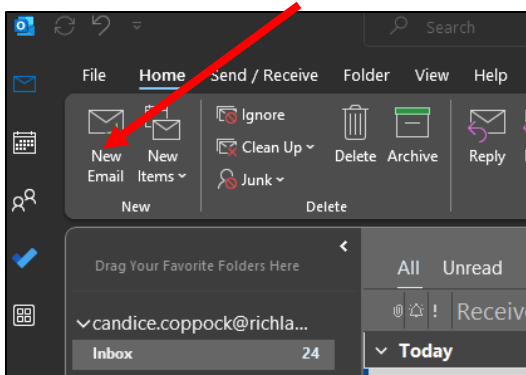 Search
File Home Send / Receive Folder View Help
New Email
New Items
Ignore
Clean Up
Junk
Delete
Archive
Reply
New
Delete
Drag Your Favorite Folders Here
All Unread
! Receiv
candice.coppock@richla...
Inbox 24
Today